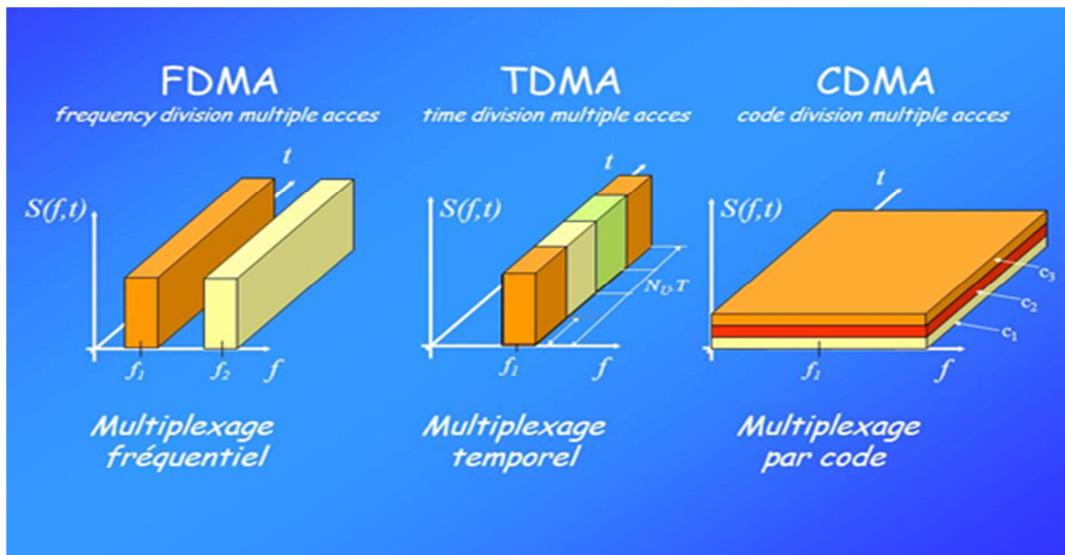 FDMA
frequency division multiple acces
S(f,t)
t
f₁
f₂
f
Multiplexage
fréquentiel
TDMA
time division multiple acces
S(f,t)
t
N_U.T
f₁
f
Multiplexage
temporel
CDMA
code division multiple acces
S(f,t)
t
c₃
c₂
c₁
f₁
f
Multiplexage
par code